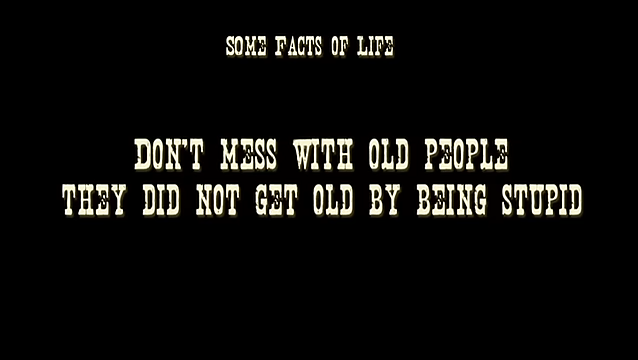 SOME FACTS OF LIFE
DON'T MESS WITH OLD PEOPLE
THEY DID NOT GET OLD BY BEING STUPID